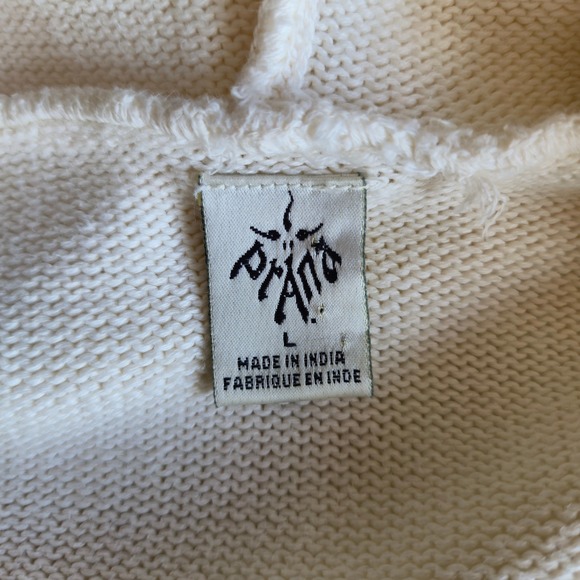 prAna
L
MADE IN INDIA
FABRIQUE EN INDE